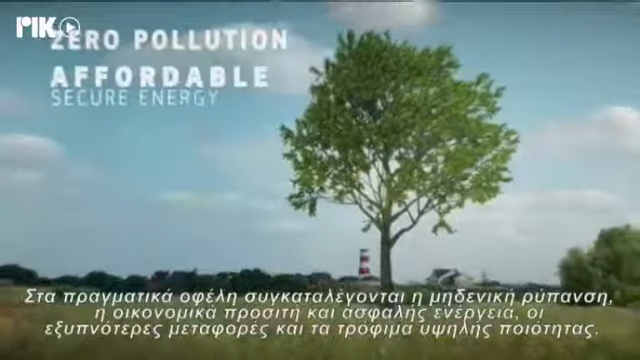 ΡΙΚ
ZERO POLLUTION
AFFORDABLE
SECURE ENERGY
Στα πραγματικά οφέλη συγκαταλέγονται η μηδενική ρύπανση,
η οικονομικά προσιτή και ασφαλής ενέργεια, οι
εξυπνότερες μεταφορές και τα τρόφιμα υψηλής ποιότητας.